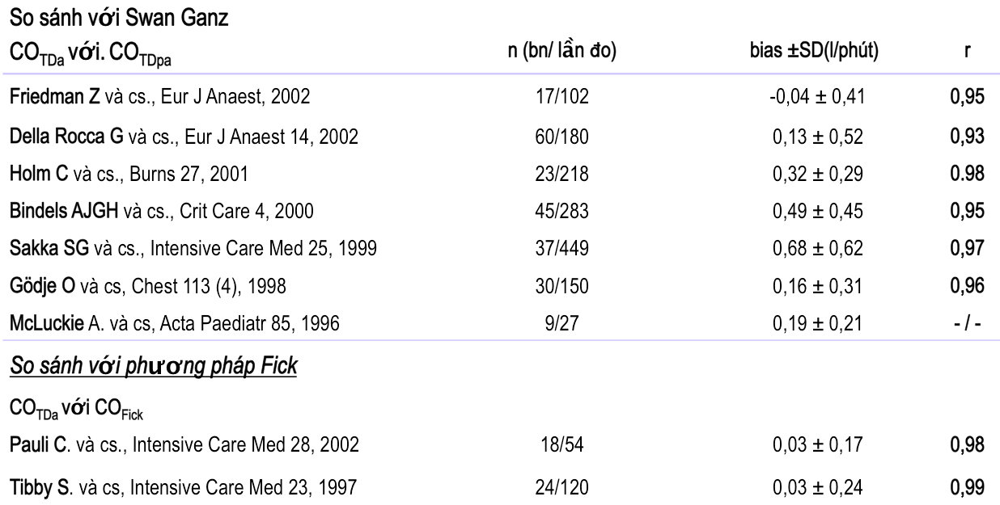 So sánh với Swan Ganz
CO_TDa với. CO_TDpa n (bn/ lần đo) bias ±SD(l/phút) r
Friedman Z và cs., Eur J Anaest, 2002 17/102 -0,04 ± 0,41 0,95
Della Rocca G và cs., Eur J Anaest 14, 2002 60/180 0,13 ± 0,52 0,93
Holm C và cs., Burns 27, 2001 23/218 0,32 ± 0,29 0.98
Bindels AJGH và cs., Crit Care 4, 2000 45/283 0,49 ± 0,45 0,95
Sakka SG và cs., Intensive Care Med 25, 1999 37/449 0,68 ± 0,62 0,97
Gödje O và cs, Chest 113 (4), 1998 30/150 0,16 ± 0,31 0,96
McLuckie A. và cs, Acta Paediatr 85, 1996 9/27 0,19 ± 0,21 - / -
So sánh với phương pháp Fick
CO_TDa với CO_Fick
Pauli C. và cs., Intensive Care Med 28, 2002 18/54 0,03 ± 0,17 0,98
Tibby S. và cs, Intensive Care Med 23, 1997 24/120 0,03 ± 0,24 0,99